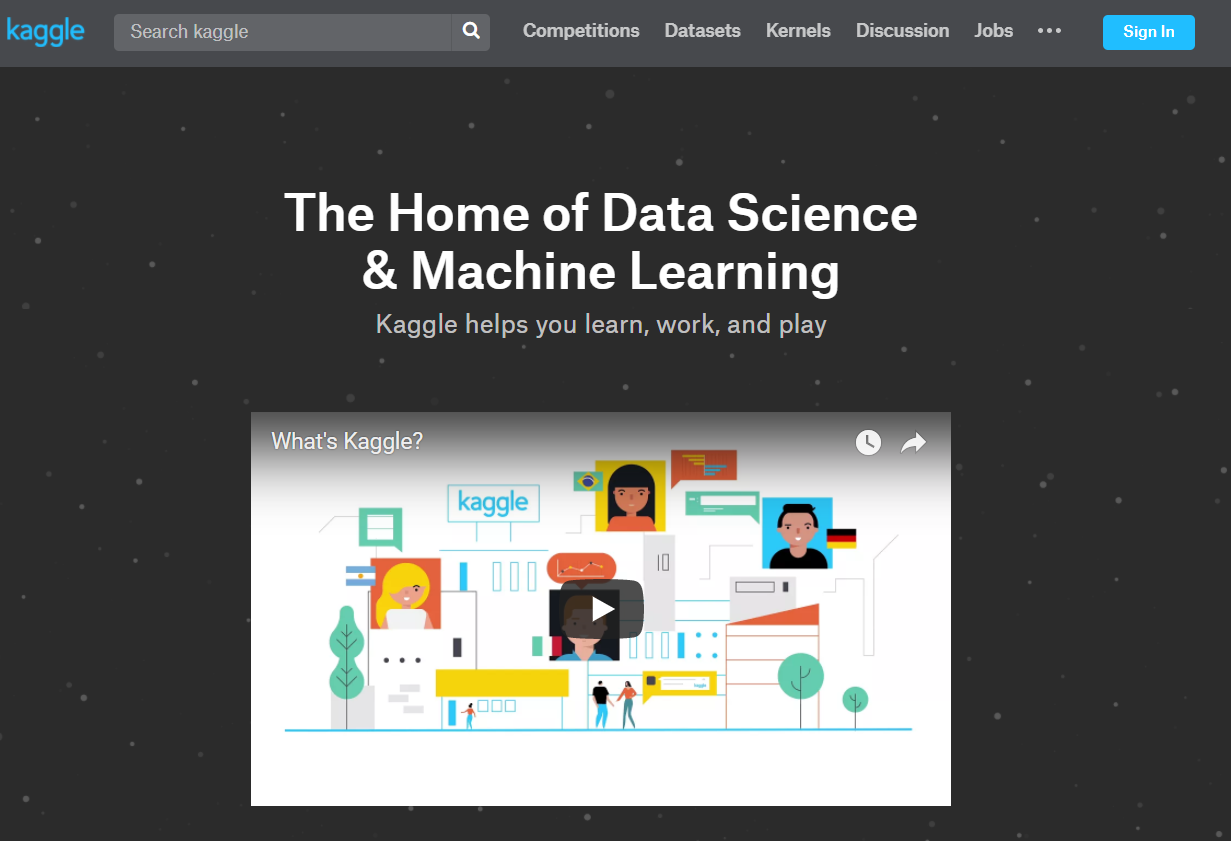 kaggle
Search kaggle
Competitions Datasets Kernels Discussion Jobs
Sign In
The Home of Data Science
& Machine Learning
Kaggle helps you learn, work, and play
What's Kaggle?
kaggle